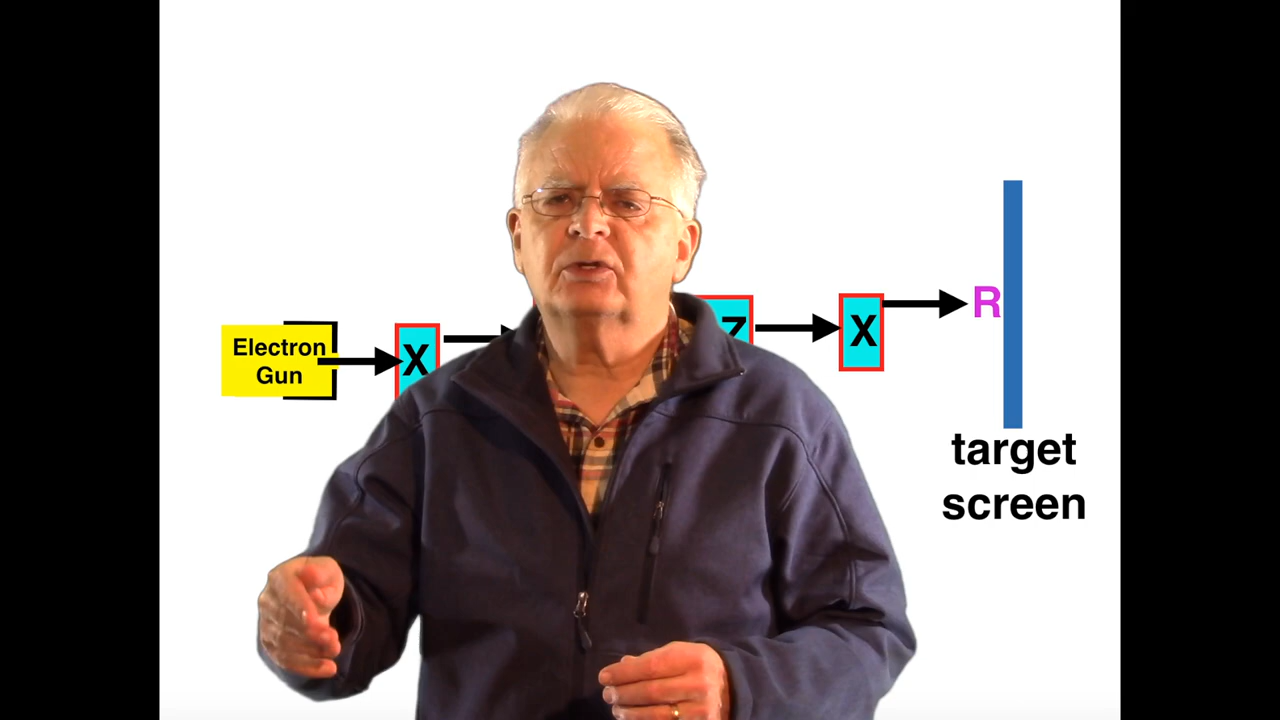 Electron
Gun
X
Z
X
R
target
screen